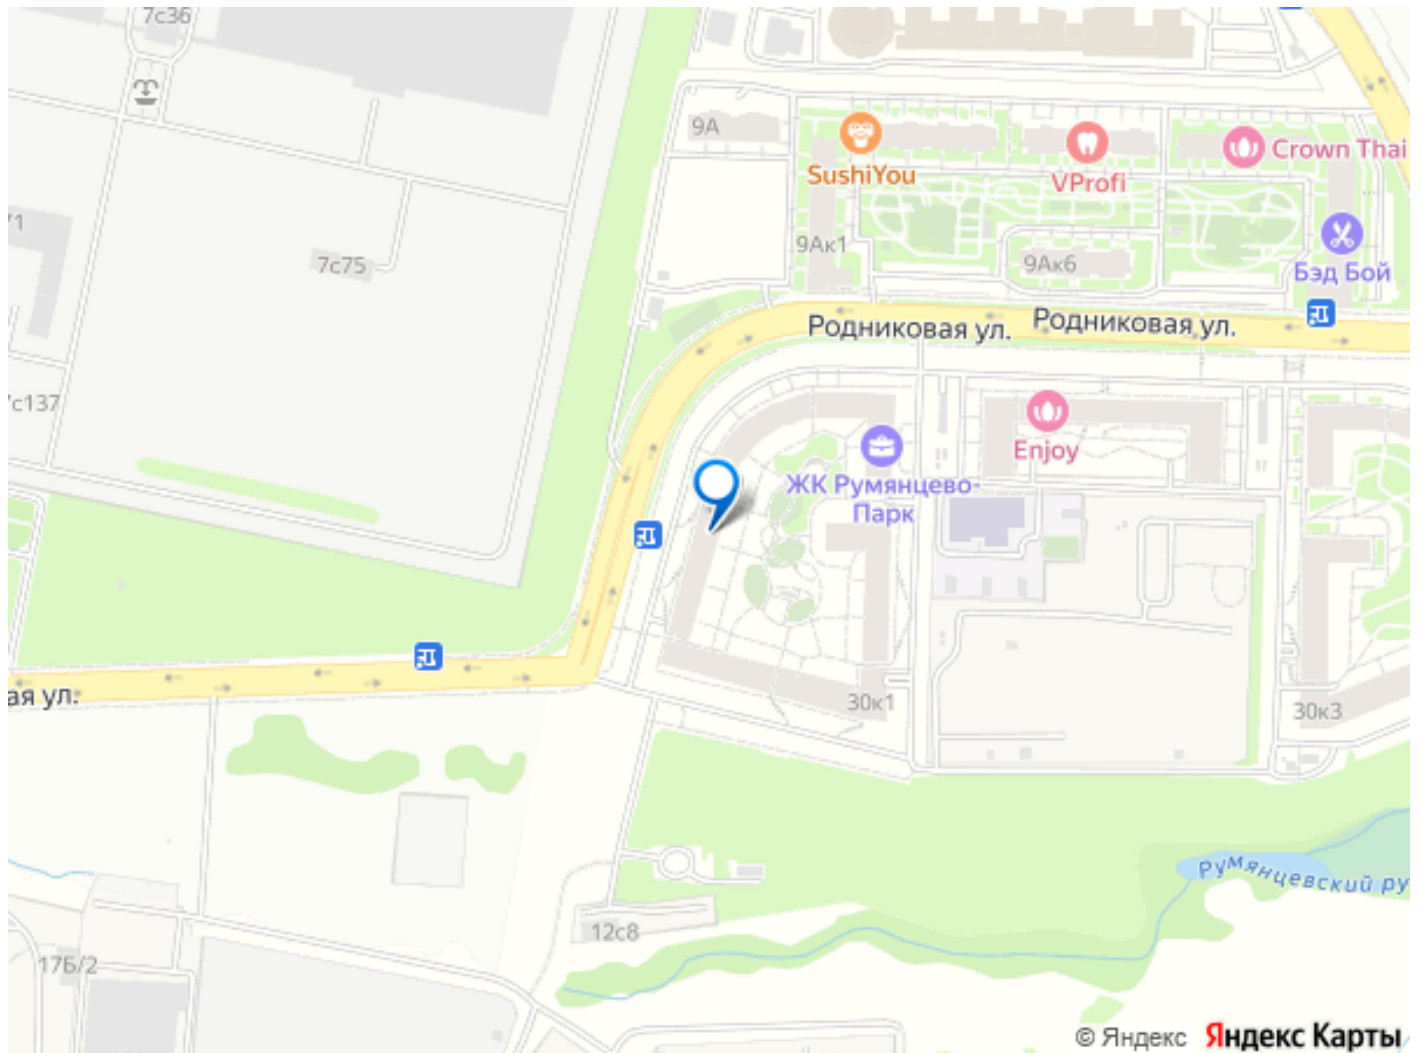 7с36
9А
SushiYou
VProfi
Crown Thai
/1
7с75
9Ак1
9Ак6
Бэд Бой
Родниковая ул.
Родниковая ул.
7с137
Enjoy
ЖК Румянцево-
Парк
ая ул.
30к1
30к3
Румянцевский ру
12с8
17Б/2
© Яндекс Яндекс Карты